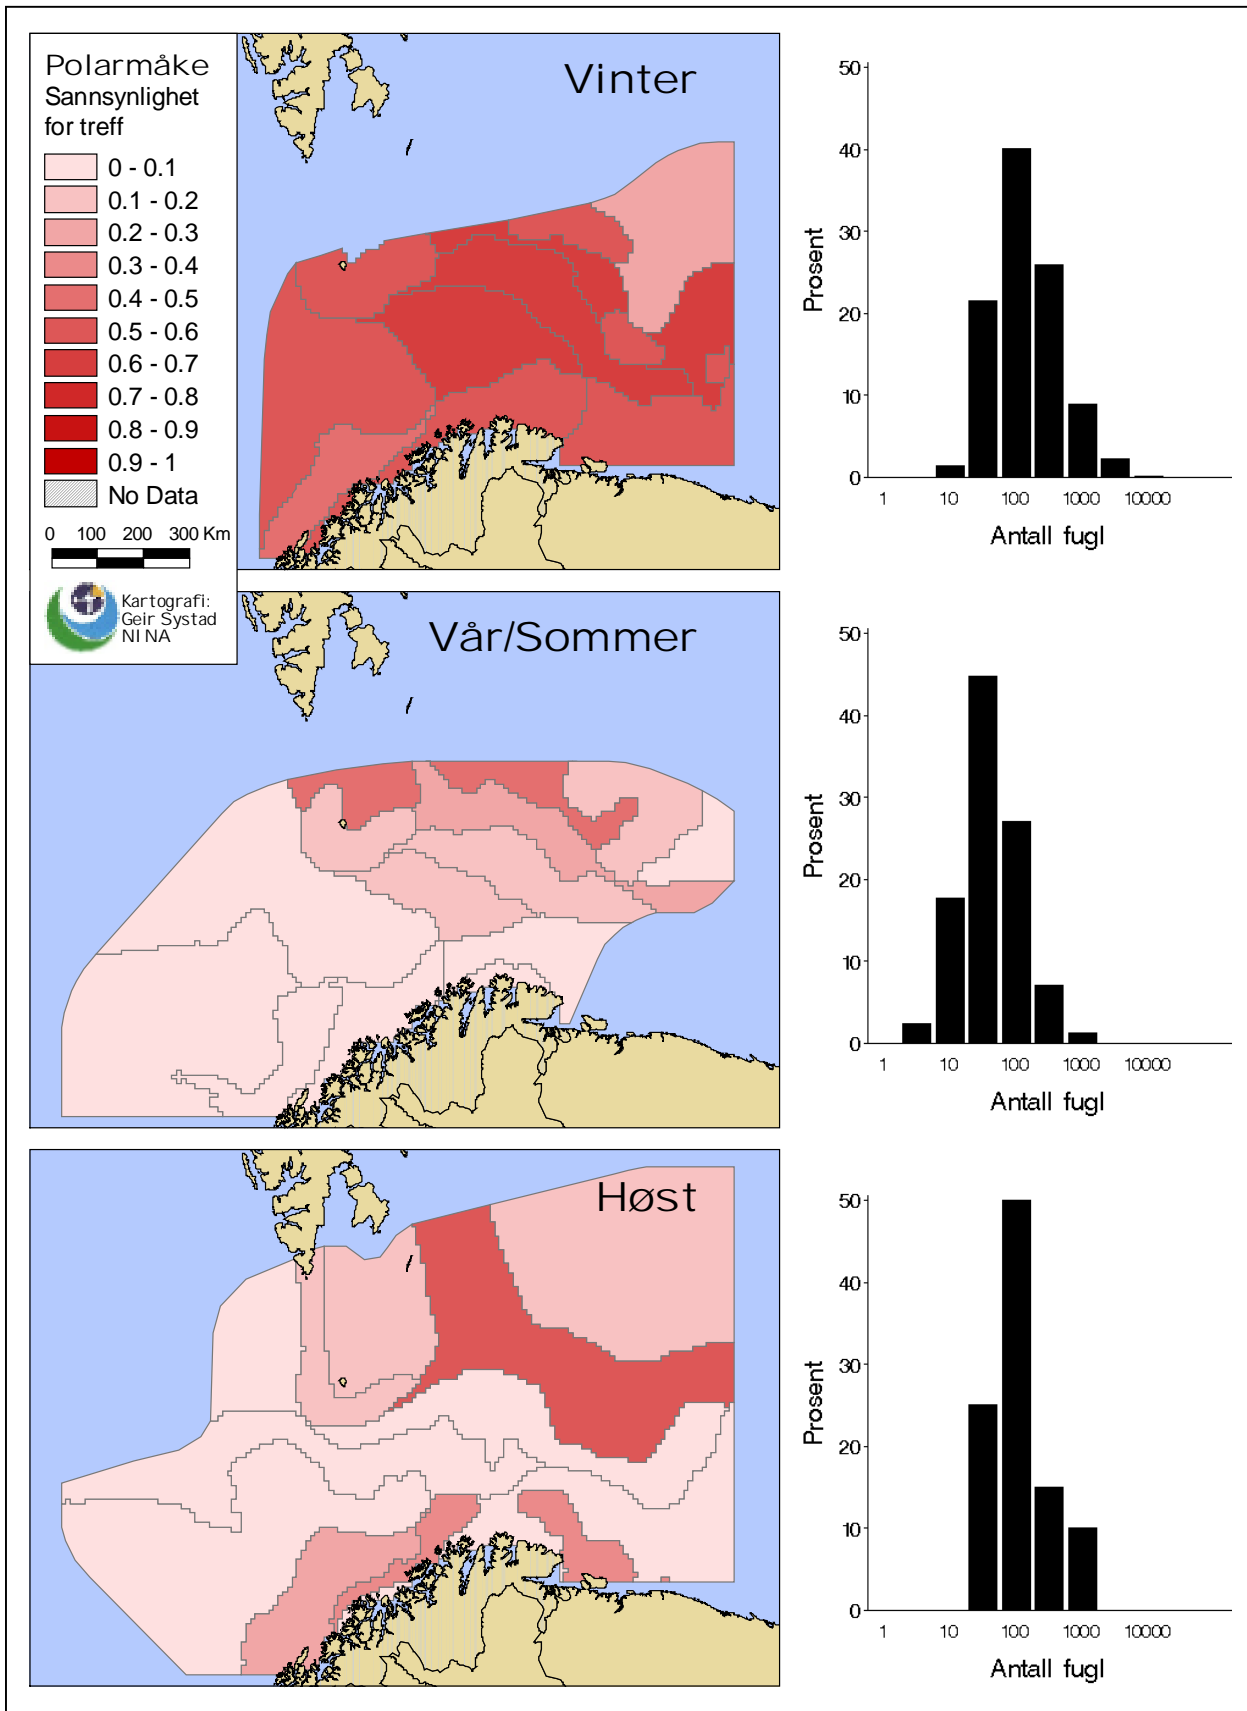 Polarmåke
Sannsynlighet
for treff
0 - 0.1
0.1 - 0.2
0.2 - 0.3
0.3 - 0.4
0.4 - 0.5
0.5 - 0.6
0.6 - 0.7
0.7 - 0.8
0.8 - 0.9
0.9 - 1
No Data
0 100 200 300 Km
Kartografi:
Geir Systad
NINA
Vinter
50
40
30
20
10
0
Prosent
1 10 100 1000 10000
Antall fugl
Vår/Sommer
50
40
30
20
10
0
Prosent
1 10 100 1000 10000
Antall fugl
Høst
50
40
30
20
10
0
Prosent
1 10 100 1000 10000
Antall fugl